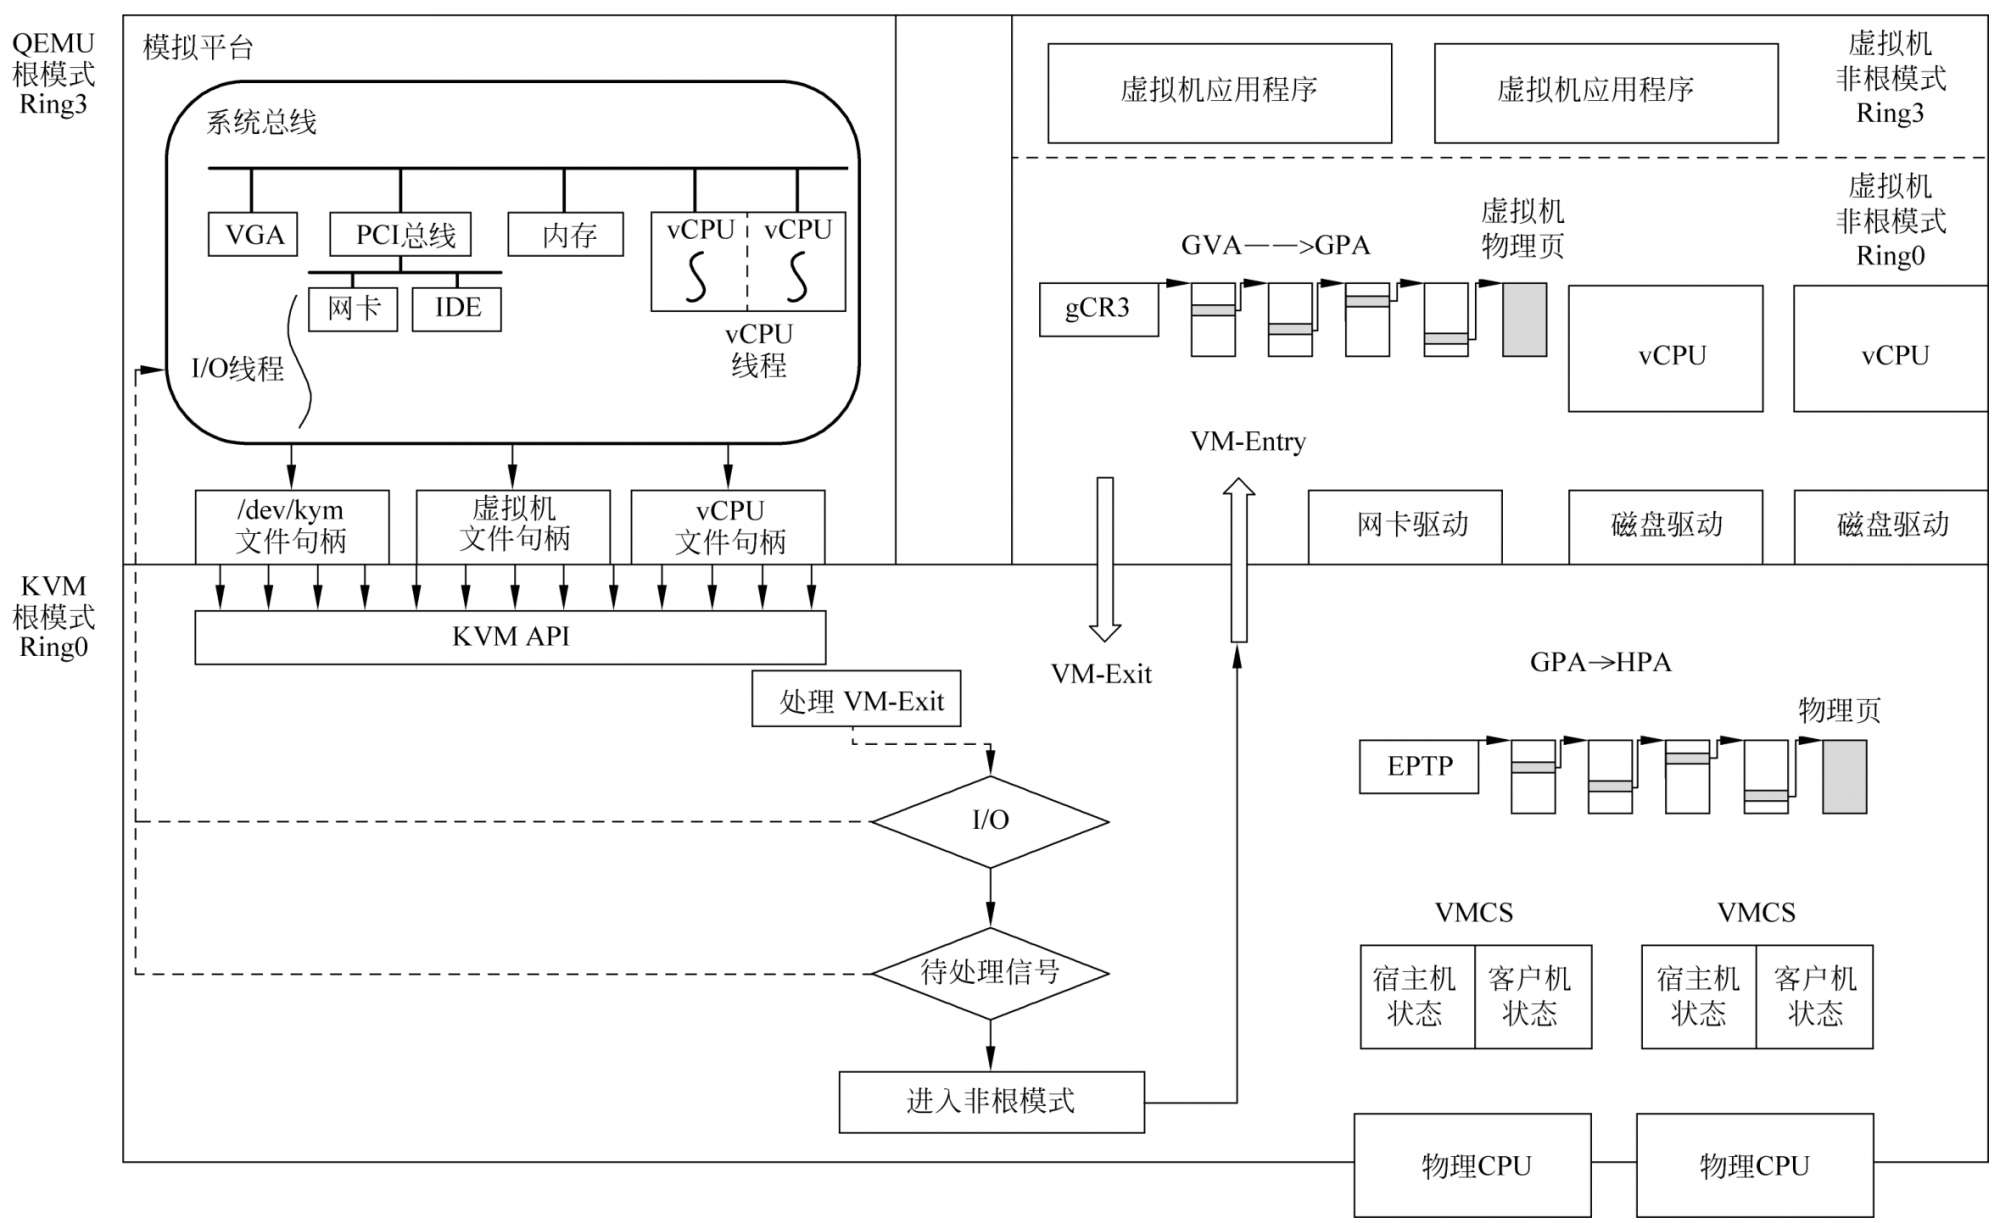 QEMU
根模式
Ring3
模拟平台
系统总线
VGA
PCI总线
内存
vCPU
vCPU
网卡
IDE
I/O线程
vCPU
线程
/dev/kym
文件句柄
虚拟机
文件句柄
vCPU
文件句柄
虚拟机应用程序
虚拟机应用程序
虚拟机
非根模式
Ring3
虚拟机
非根模式
Ring0
GVA——>GPA
虚拟机
物理页
gCR3
vCPU
vCPU
VM-Entry
网卡驱动
磁盘驱动
磁盘驱动
KVM
根模式
Ring0
KVM API
处理 VM-Exit
VM-Exit
I/O
待处理信号
进入非根模式
GPA→HPA
物理页
EPTP
VMCS
VMCS
宿主机
状态
客户机
状态
宿主机
状态
客户机
状态
物理CPU
物理CPU